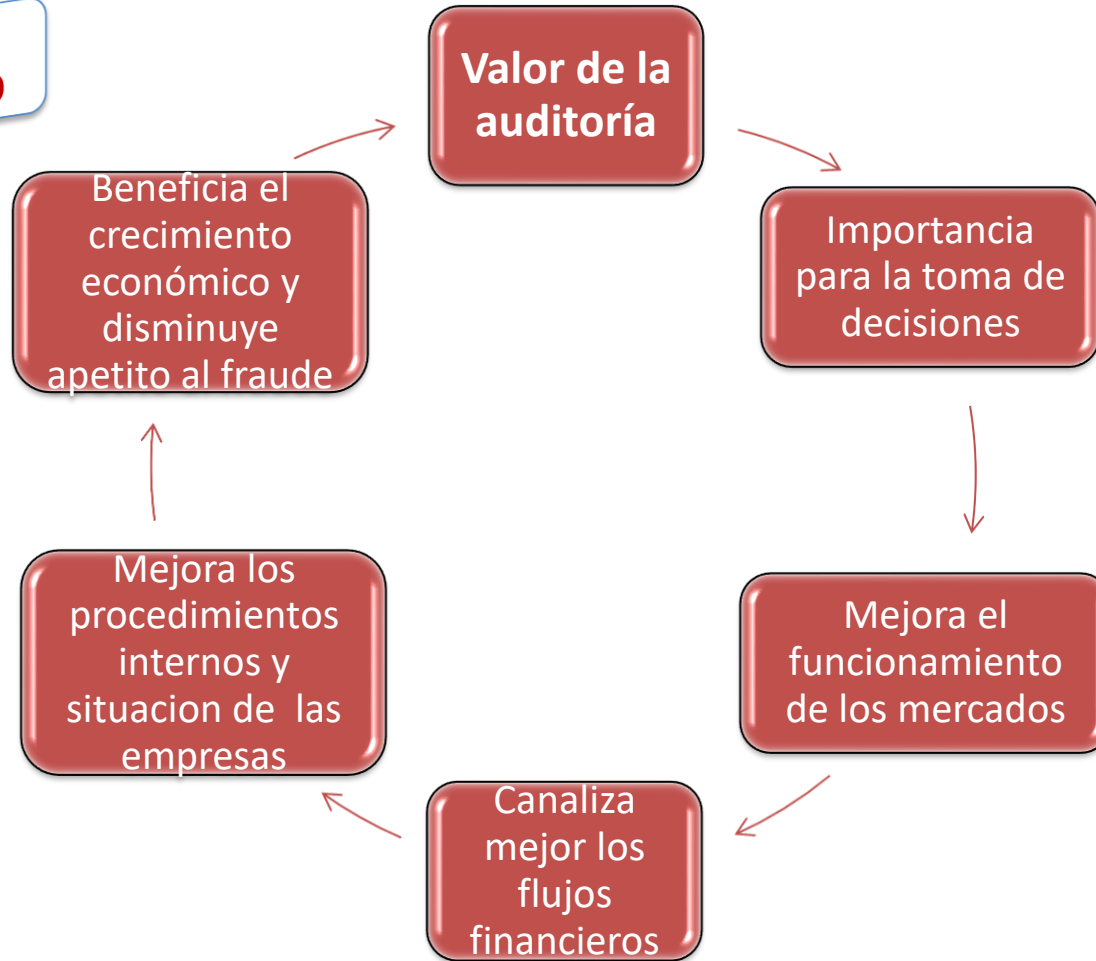 Valor de la
auditoría
Importancia
para la toma de
decisiones
Mejora el
funcionamiento
de los mercados
Canaliza
mejor los
flujos
financieros
Mejora los
procedimientos
internos y
situacion de las
empresas
Beneficia el
crecimiento
económico y
disminuye
apetito al fraude